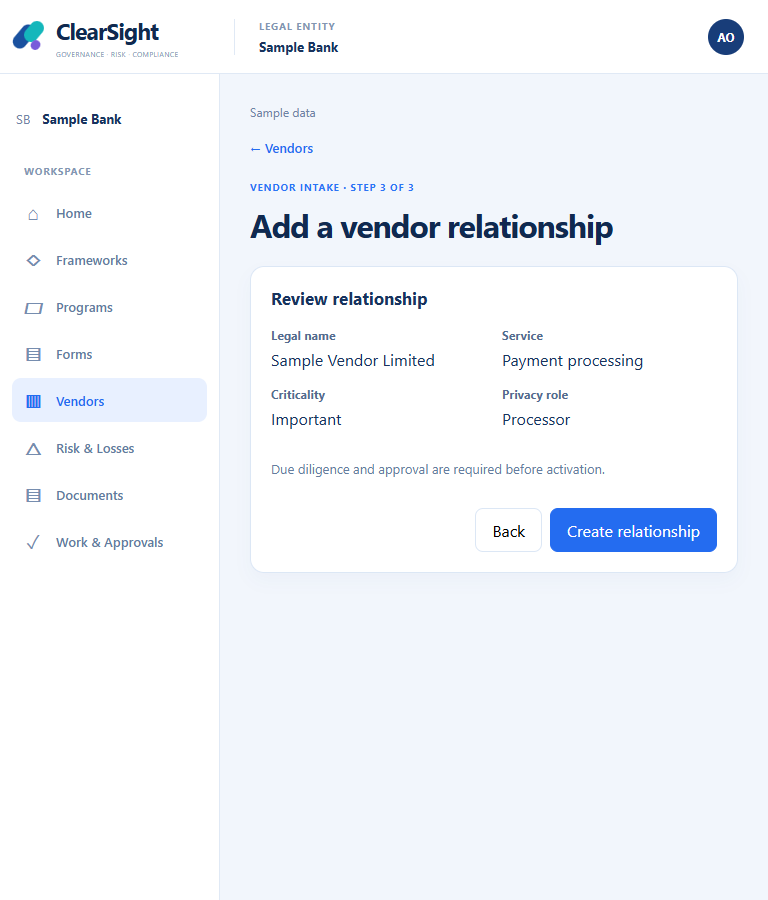 ClearSight
GOVERNANCE · RISK · COMPLIANCE
LEGAL ENTITY
Sample Bank
AO
SB Sample Bank
WORKSPACE
Home
Frameworks
Programs
Forms
Vendors
Risk & Losses
Documents
Work & Approvals
Sample data
← Vendors
VENDOR INTAKE · STEP 3 OF 3
Add a vendor relationship
Review relationship
Legal name
Sample Vendor Limited
Service
Payment processing
Criticality
Important
Privacy role
Processor
Due diligence and approval are required before activation.
Back
Create relationship